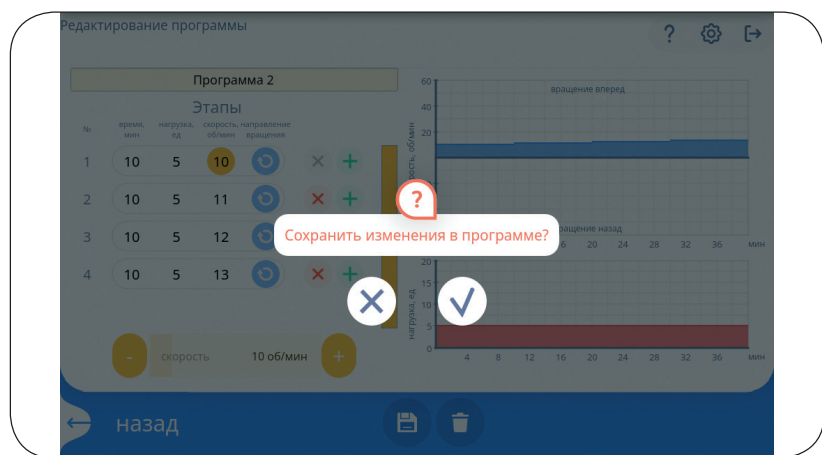 Редактирование программы
?
Программа 2
Этапы
№ время, мин нагрузка, ед скорость, об/мин направление вращения
1 10 5 10
2 10 5 11
3 10 5 12
4 10 5 13
- скорость 10 об/мин +
60
вращение вперед
40
20
вращение назад
16 20 24 28 32 36 мин
?
Сохранить изменения в программе?
нагрузка, ед
20
15
10
5
0
4 8 12 16 20 24 28 32 36 мин
назад